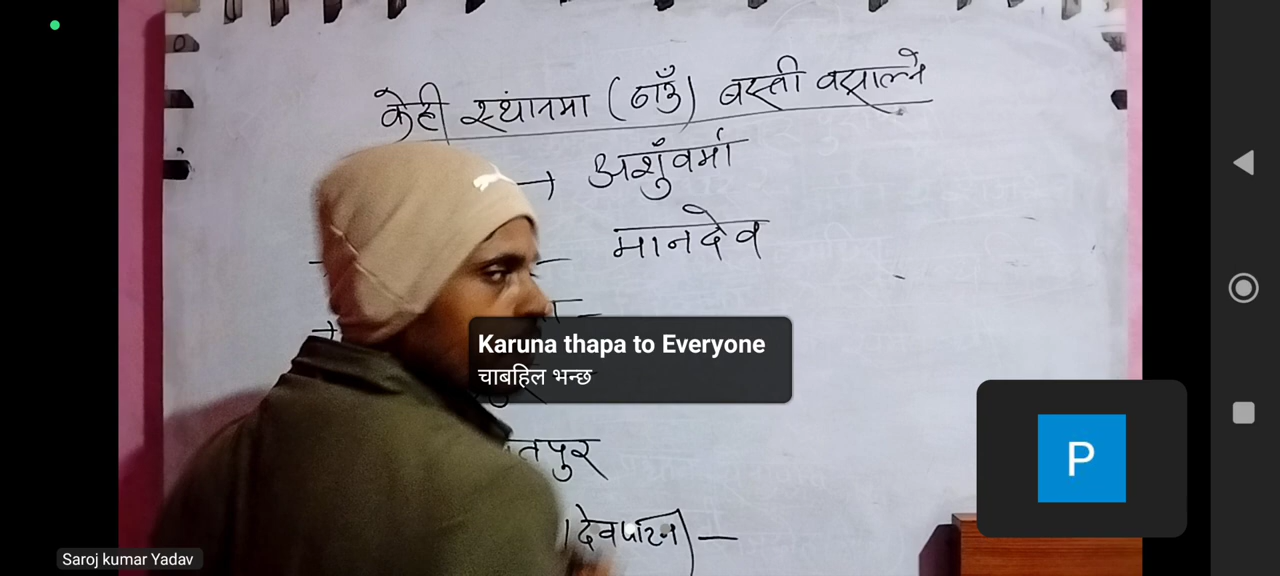 केही स्थानमा (ठाउँ) बस्ती बसाल्ने
→ अशुंवर्मा
मानदेव
Karuna thapa to Everyone
चाबहिल भन्छ
तपुर
(देवपाटन) —
P
Saroj kumar Yadav